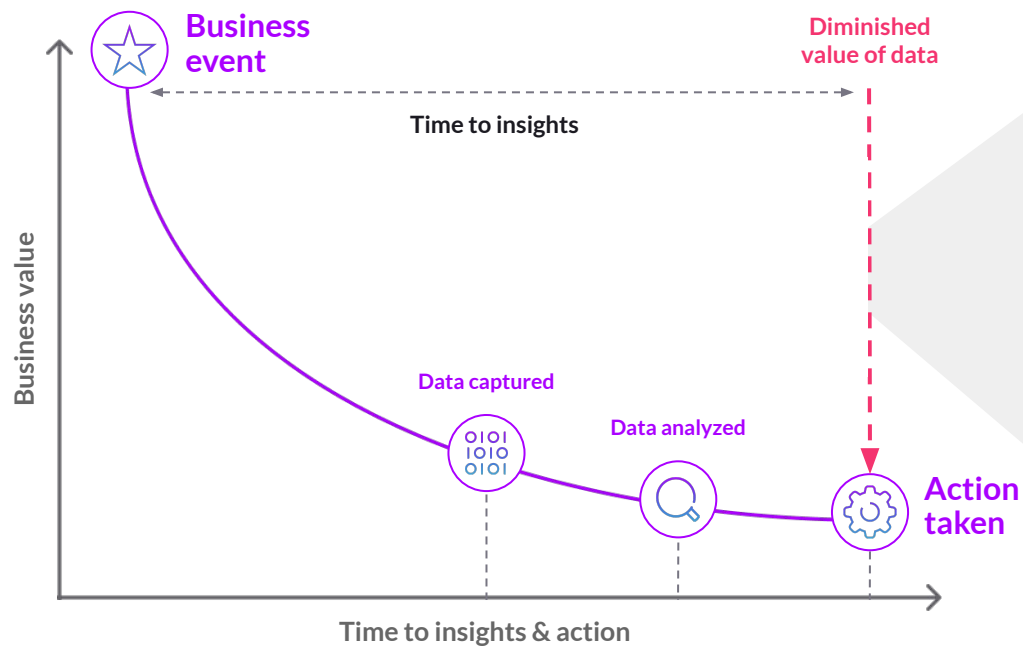 Business
event
Diminished
value of data
Time to insights
Business value
Data captured
Data analyzed
0101
1010
0101
Action
taken
Time to insights & action